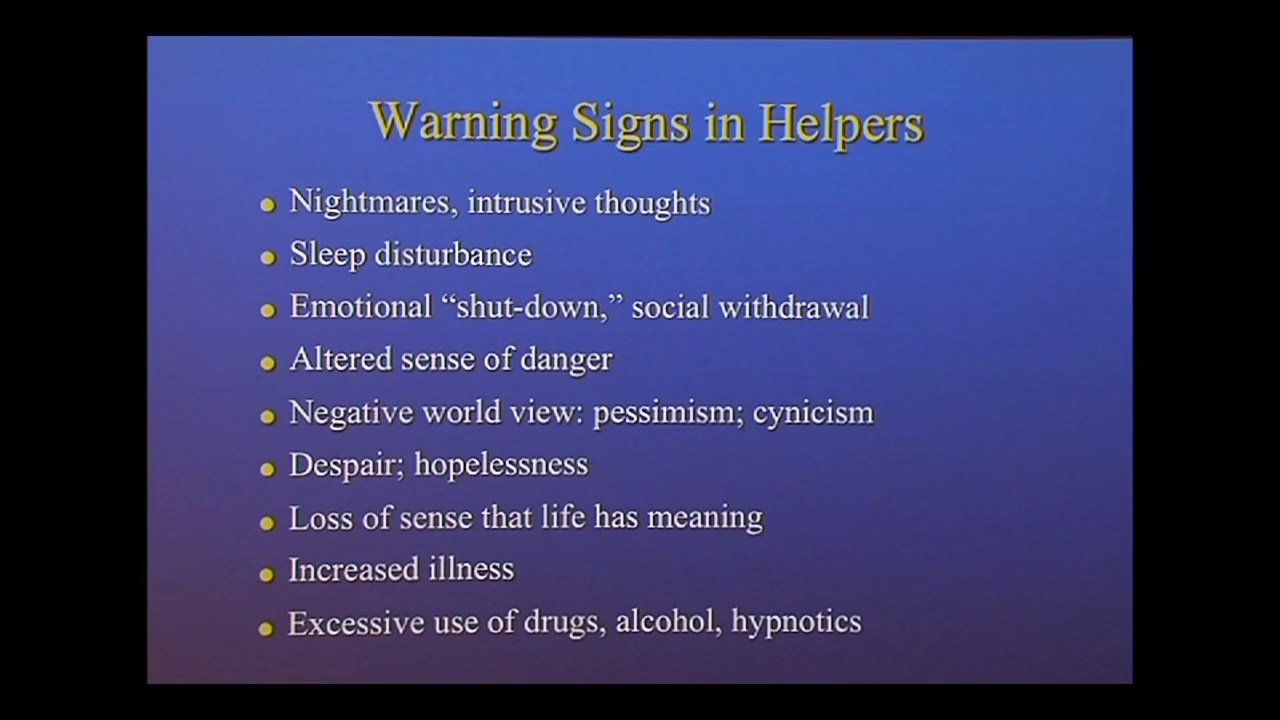 Warning Signs in Helpers
• Nightmares, intrusive thoughts
• Sleep disturbance
• Emotional “shut-down,” social withdrawal
• Altered sense of danger
• Negative world view: pessimism; cynicism
• Despair; hopelessness
• Loss of sense that life has meaning
• Increased illness
• Excessive use of drugs, alcohol, hypnotics